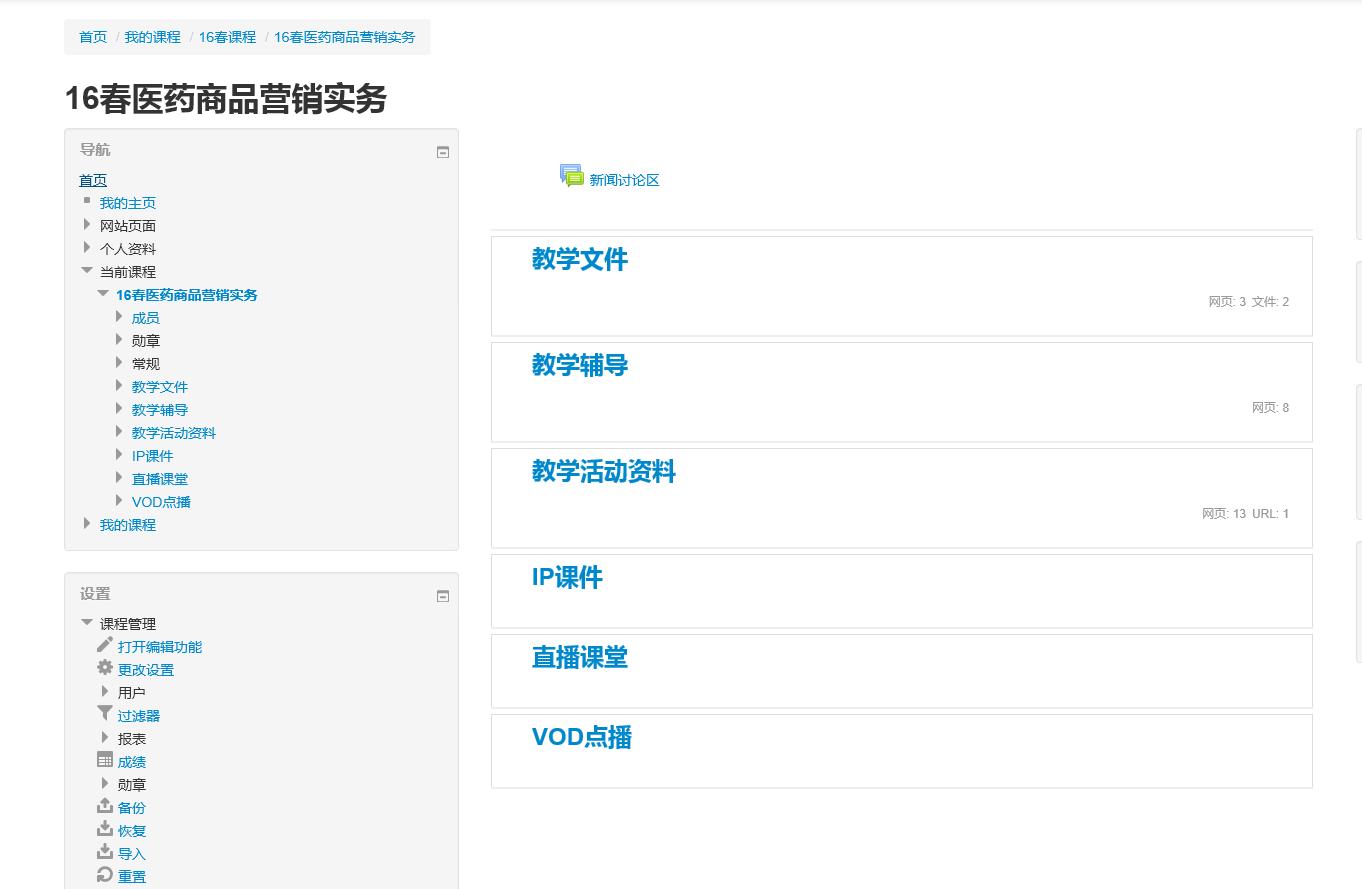 首页 / 我的课程 / 16春课程 / 16春医药商品营销实务
16春医药商品营销实务
导航
首页
我的主页
网站页面
个人资料
当前课程
16春医药商品营销实务
成员
勋章
常规
教学文件
教学辅导
教学活动资料
IP课件
直播课堂
VOD点播
我的课程
设置
课程管理
打开编辑功能
更改设置
用户
过滤器
报表
成绩
勋章
备份
恢复
导入
重置
新闻讨论区
教学文件
网页: 3 文件: 2
教学辅导
网页: 8
教学活动资料
网页: 13 URL: 1
IP课件
直播课堂
VOD点播